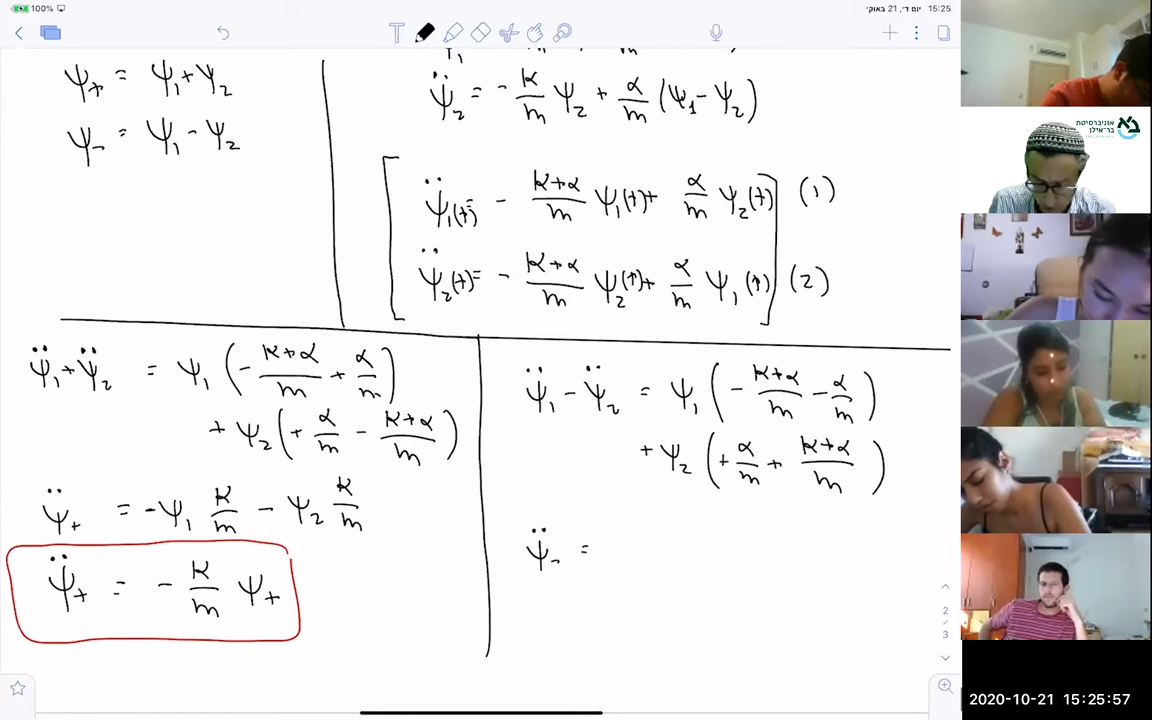 100%
15:25 יום ד׳, 21 באוק׳
ψ₊ = ψ₁ + ψ₂
ψ₋ = ψ₁ - ψ₂
ψ̈₂ = - K/m ψ₂ + α/m (ψ₁ - ψ₂)
ψ̈₁(t) = - K+α/m ψ₁(t) + α/m ψ₂(t) (1)
ψ̈₂(t) = - K+α/m ψ₂(t) + α/m ψ₁(t) (2)
ψ̈₁ + ψ̈₂ = ψ₁ (- K+α/m + α/m)
+ ψ₂ (+ α/m - K+α/m)
ψ̈₊ = -ψ₁ K/m - ψ₂ K/m
ψ̈₊ = - K/m ψ₊
ψ̈₁ - ψ̈₂ = ψ₁ (- K+α/m - α/m)
+ ψ₂ (+ α/m + K+α/m)
ψ̈₋ =
2
/
3
אוניברסיטת
בר־אילן
2020-10-21 15:25:57